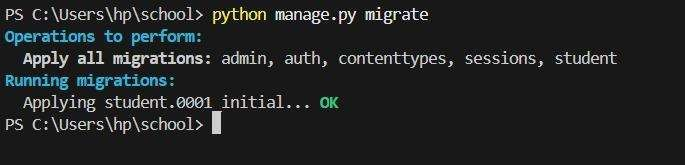 PS C:\Users\hp\school> python manage.py migrate
Operations to perform:
  Apply all migrations: admin, auth, contenttypes, sessions, student
Running migrations:
  Applying student.0001_initial... OK
PS C:\Users\hp\school>